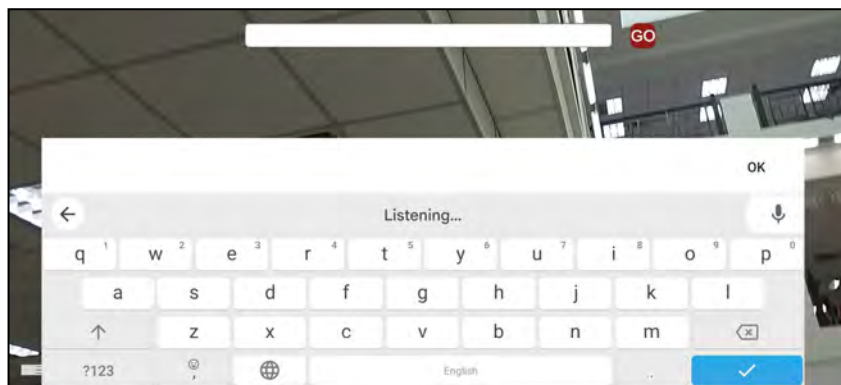 GO
OK
Listening...
q 1 w 2 e 3 r 4 t 5 y 6 u 7 i 8 o 9 p 0
a s d f g h j k l
z x c v b n m
?123 , English .